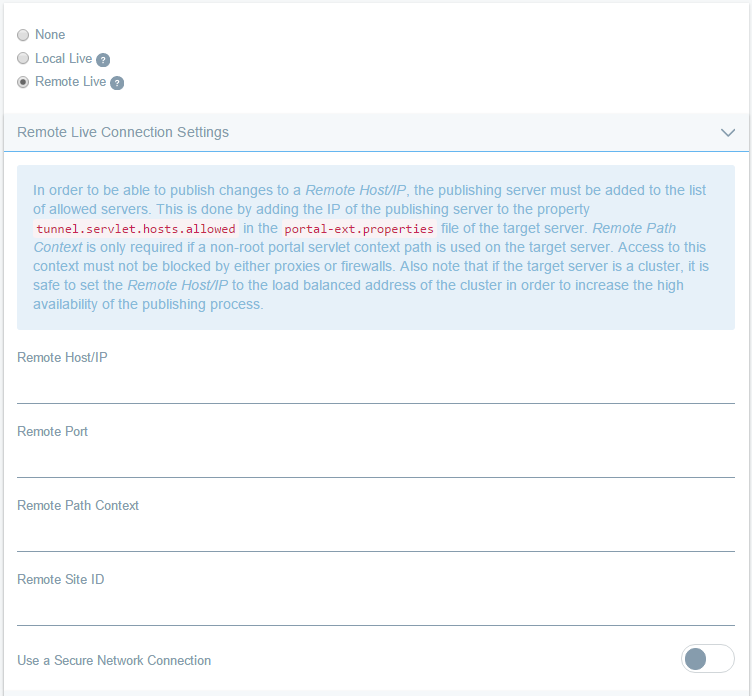 None
Local Live ?
Remote Live ?
Remote Live Connection Settings
In order to be able to publish changes to a Remote Host/IP, the publishing server must be added to the list
of allowed servers. This is done by adding the IP of the publishing server to the property
tunnel.servlet.hosts.allowed in the portal-ext.properties file of the target server. Remote Path
Context is only required if a non-root portal servlet context path is used on the target server. Access to this
context must not be blocked by either proxies or firewalls. Also note that if the target server is a cluster, it is
safe to set the Remote Host/IP to the load balanced address of the cluster in order to increase the high
availability of the publishing process.
Remote Host/IP
Remote Port
Remote Path Context
Remote Site ID
Use a Secure Network Connection